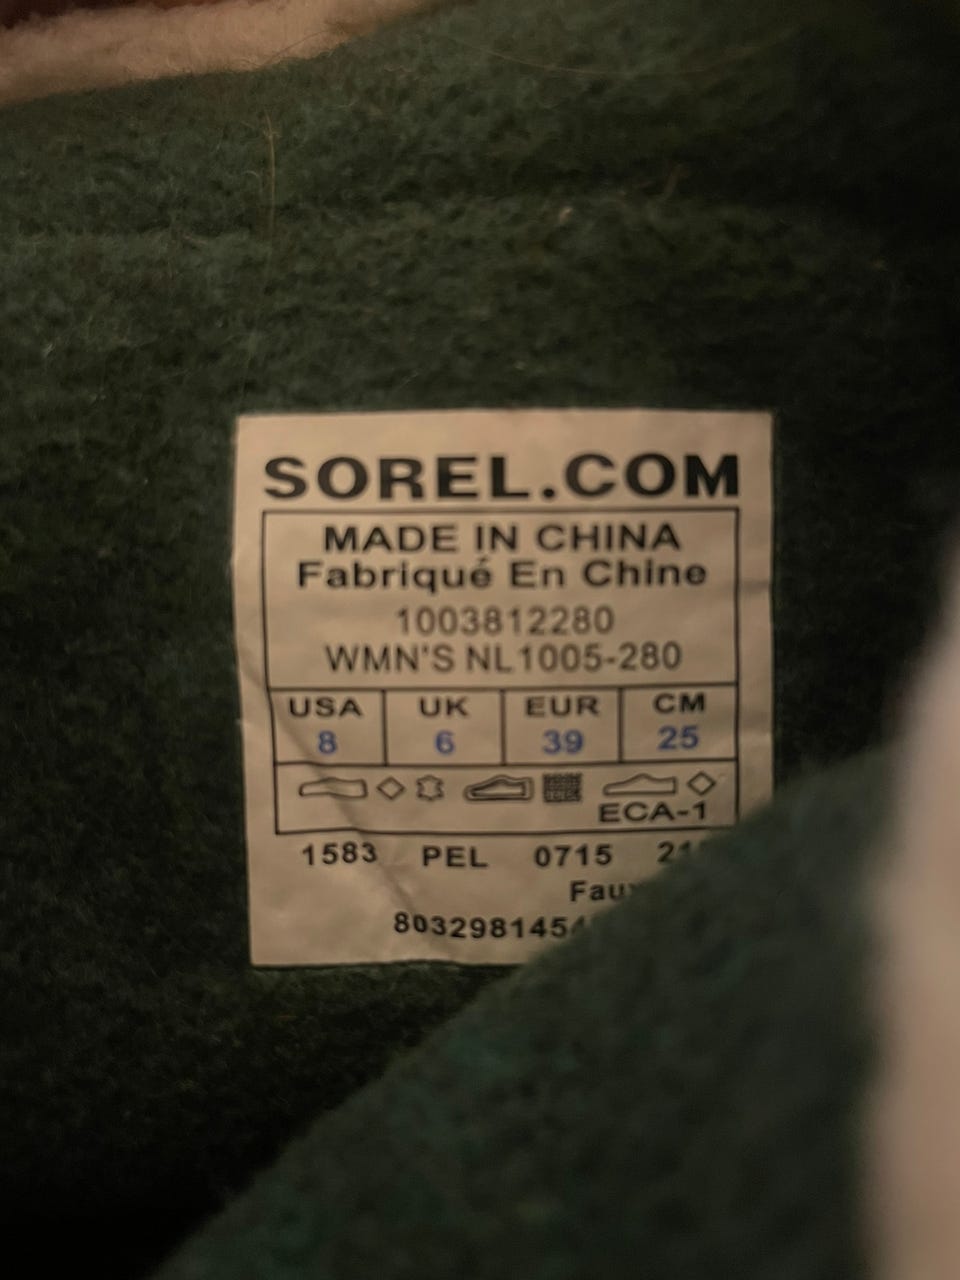 SOREL.COM
MADE IN CHINA
Fabriqué En Chine
1003812280
WMN'S NL1005-280
USA UK EUR CM
8 6 39 25
ECA-1
1583 PEL 0715